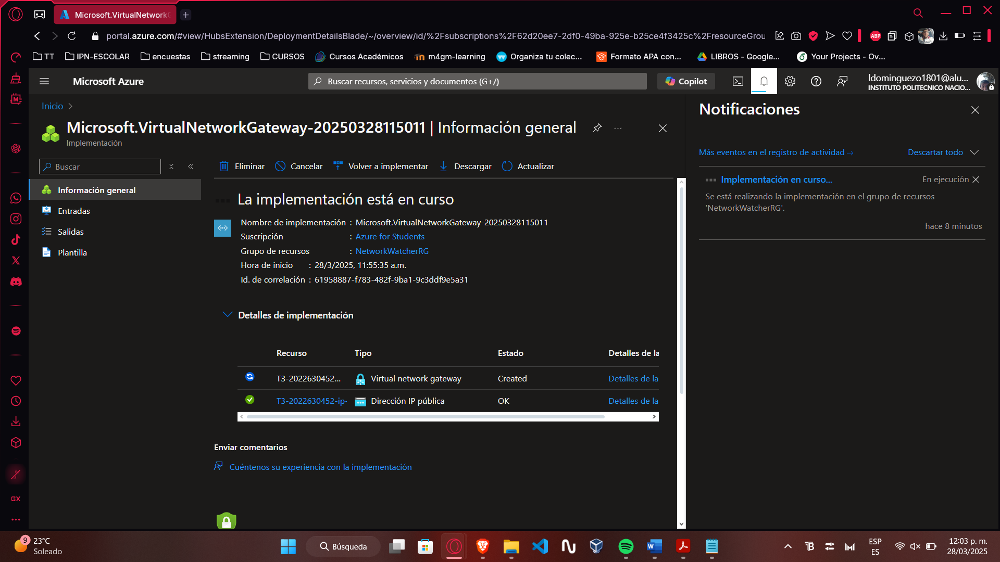 Microsoft.VirtualNetworkG
portal.azure.com/#view/HubsExtension/DeploymentDetailsBlade/~/overview/id/%2Fsubscriptions%2F62d20ee7-2df0-49ba-925e-b25ce4f3425c%2FresourceGrou
ABP
TT
IPN-ESCOLAR
encuestas
streaming
CURSOS
Cursos Académicos
m4gm-learning
Organiza tu colec...
Formato APA con...
LIBROS - Google...
Your Projects - Ov...
Microsoft Azure
Buscar recursos, servicios y documentos (G+/)
Copilot
ldominguezo1801@alu...
INSTITUTO POLITECNICO NACIO...
Inicio
Microsoft.VirtualNetworkGateway-20250328115011 | Información general
Implementación
Buscar
Información general
Entradas
Salidas
Plantilla
Eliminar
Cancelar
Volver a implementar
Descargar
Actualizar
La implementación está en curso
Nombre de implementación : Microsoft.VirtualNetworkGateway-20250328115011
Suscripción : Azure for Students
Grupo de recursos : NetworkWatcherRG
Hora de inicio : 28/3/2025, 11:55:35 a.m.
Id. de correlación : 61958887-f783-482f-9ba1-9c3ddf9e5a31
Detalles de implementación
Recurso Tipo Estado Detalles de la
T3-2022630452... Virtual network gateway Created Detalles de la
T3-2022630452-ip- Dirección IP pública OK Detalles de la
Enviar comentarios
Cuéntenos su experiencia con la implementación
Notificaciones
Más eventos en el registro de actividad →
Descartar todo
Implementación en curso...
En ejecución
Se está realizando la implementación en el grupo de recursos
'NetworkWatcherRG'.
hace 8 minutos
GX
9
23°C
Soleado
Búsqueda
ESP
ES
12:03 p. m.
28/03/2025